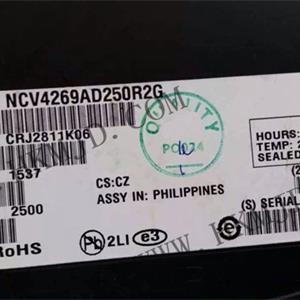 NCV4269AD250R2G
CRJ2811K06
1537
2500
CS:CZ
ASSY IN: PHILIPPINES
QUALITY
HOURS:
TEMP: 2
SEALED
(S) SERIAL
RoHS
Pb
2LI
e3
e